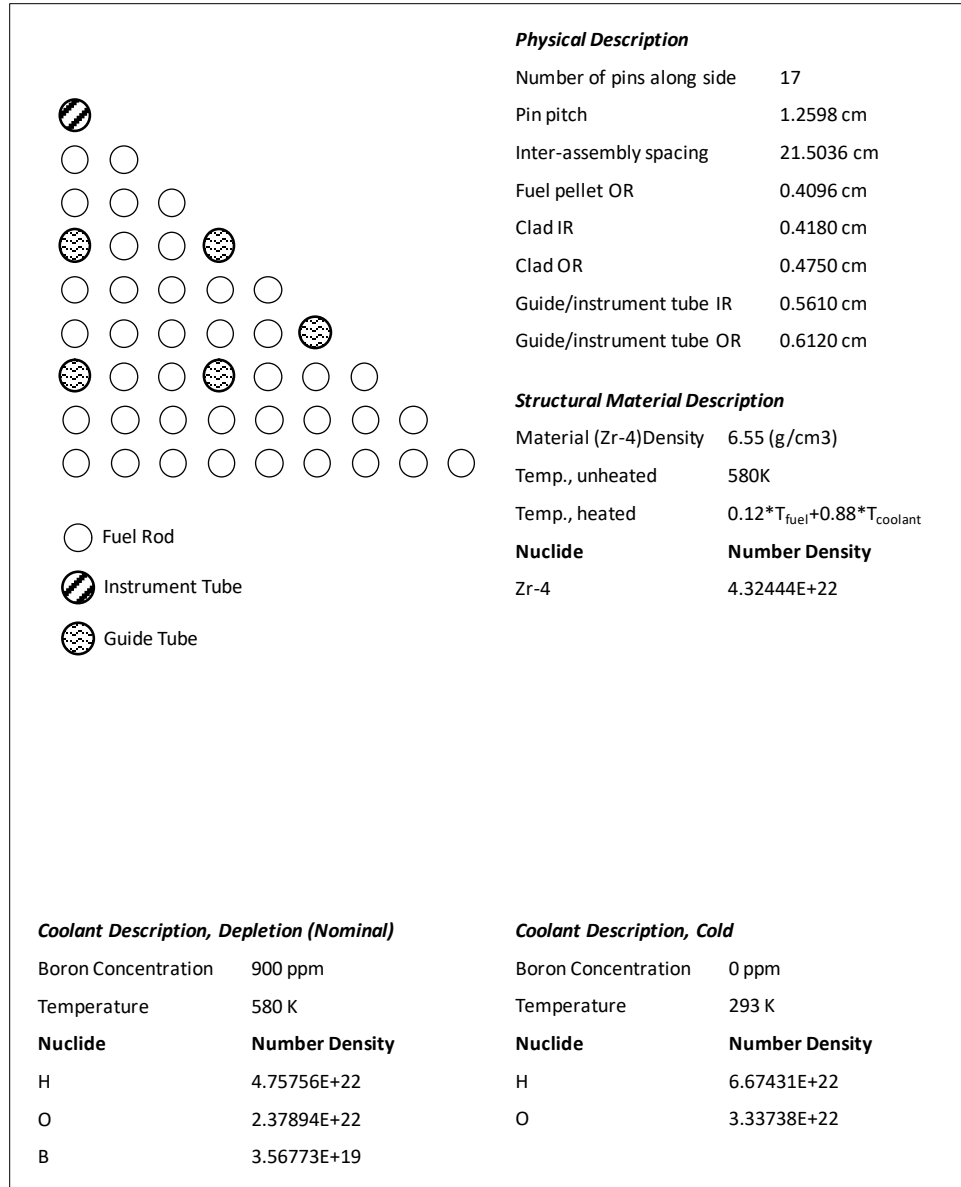 Physical Description
Number of pins along side 17
Pin pitch 1.2598 cm
Inter-assembly spacing 21.5036 cm
Fuel pellet OR 0.4096 cm
Clad IR 0.4180 cm
Clad OR 0.4750 cm
Guide/instrument tube IR 0.5610 cm
Guide/instrument tube OR 0.6120 cm
Structural Material Description
Material (Zr-4)Density 6.55 (g/cm3)
Temp., unheated 580K
Temp., heated 0.12*Tfuel+0.88*Tcoolant
Nuclide Number Density
Zr-4 4.32444E+22
Fuel Rod
Instrument Tube
Guide Tube
Coolant Description, Depletion (Nominal)
Boron Concentration 900 ppm
Temperature 580 K
Nuclide Number Density
H 4.75756E+22
O 2.37894E+22
B 3.56773E+19
Coolant Description, Cold
Boron Concentration 0 ppm
Temperature 293 K
Nuclide Number Density
H 6.67431E+22
O 3.33738E+22